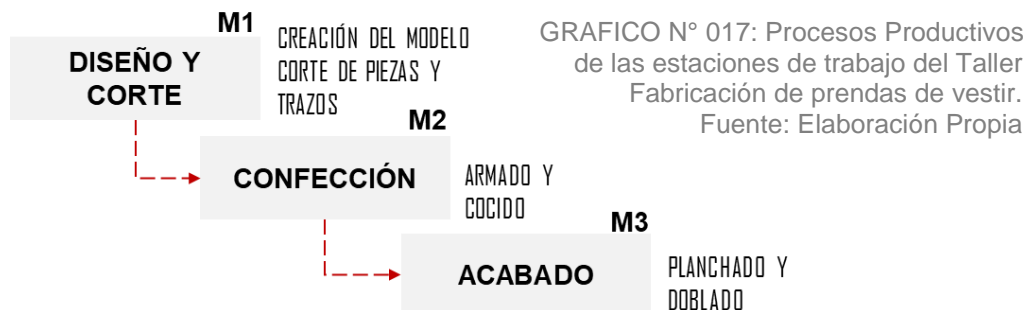 M1
DISEÑO Y
CORTE
CREACIÓN DEL MODELO
CORTE DE PIEZAS Y
TRAZOS
GRAFICO N° 017: Procesos Productivos
de las estaciones de trabajo del Taller
Fabricación de prendas de vestir.
Fuente: Elaboración Propia
M2
CONFECCIÓN
ARMADO Y
COCIDO
M3
ACABADO
PLANCHADO Y
DOBLADO